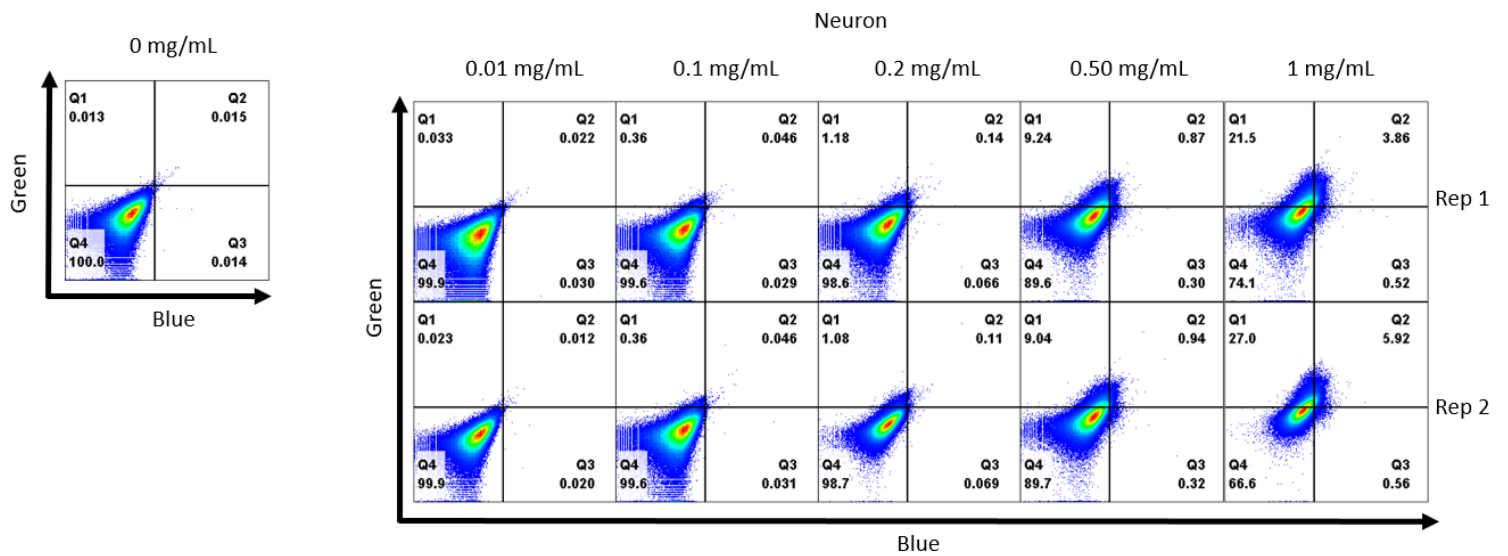 Neuron
0 mg/mL
0.01 mg/mL
0.1 mg/mL
0.2 mg/mL
0.50 mg/mL
1 mg/mL
Green
Q1
0.013
Q2
0.015
Q4
100.0
Q3
0.014
Blue
Green
Q1
0.033
Q2
0.022
Q4
99.9
Q3
0.030
Q1
0.36
Q2
0.046
Q4
99.6
Q3
0.029
Q1
1.18
Q2
0.14
Q4
98.6
Q3
0.066
Q1
9.24
Q2
0.87
Q4
89.6
Q3
0.30
Q1
21.5
Q2
3.86
Q4
74.1
Q3
0.52
Rep 1
Q1
0.023
Q2
0.012
Q4
99.9
Q3
0.020
Q1
0.36
Q2
0.046
Q4
99.6
Q3
0.031
Q1
1.08
Q2
0.11
Q4
98.7
Q3
0.069
Q1
9.04
Q2
0.94
Q4
89.7
Q3
0.32
Q1
27.0
Q2
5.92
Q4
66.6
Q3
0.56
Rep 2
Blue